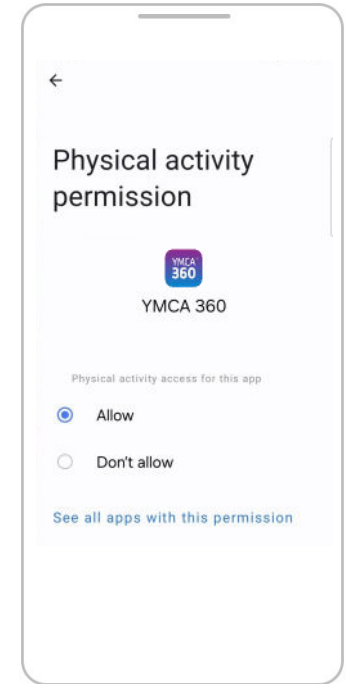 Physical activity
permission
YMCA
360
YMCA 360
Physical activity access for this app
Allow
Don't allow
See all apps with this permission